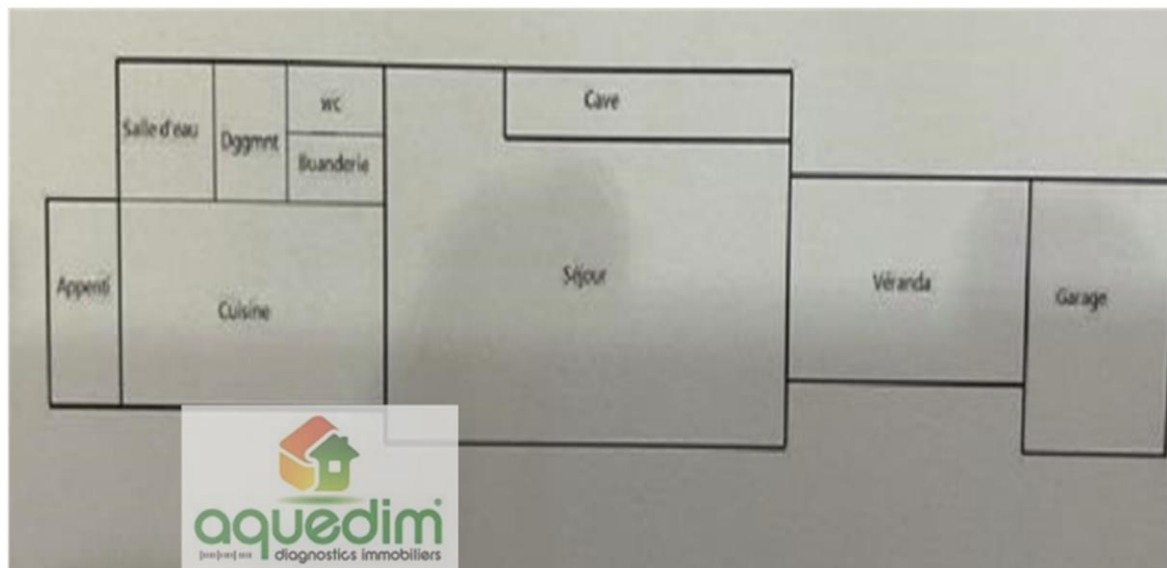 Salle d'eau
Dggmnt
WC
Buanderie
Cave
Appenti
Cuisine
Séjour
Véranda
Garage
aquedim
diagnostics immobiliers